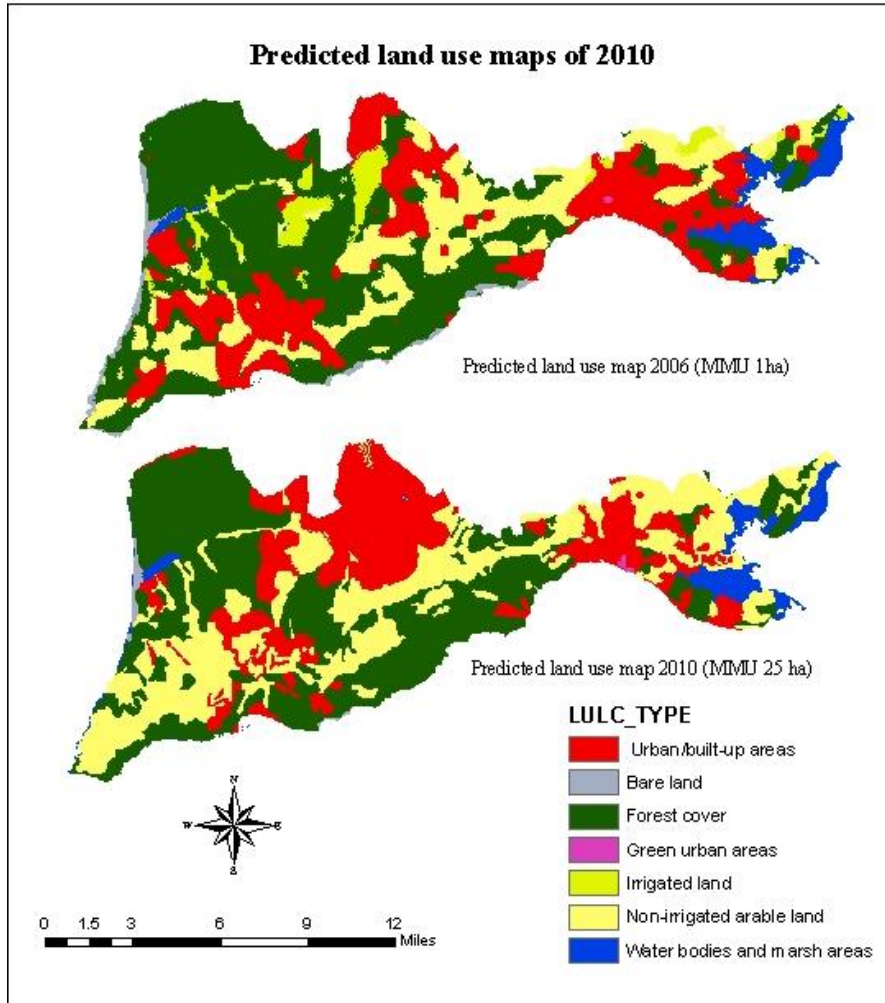 Predicted land use maps of 2010
Predicted land use map 2006 (MMU 1ha)
Predicted land use map 2010 (MMU 25 ha)
LULC_TYPE
Urban/built-up areas
Bare land
Forest cover
Green urban areas
Irrigated land
Non-irrigated arable land
Water bodies and marsh areas
N
W E
S
0 1.5 3 6 9 12
Miles